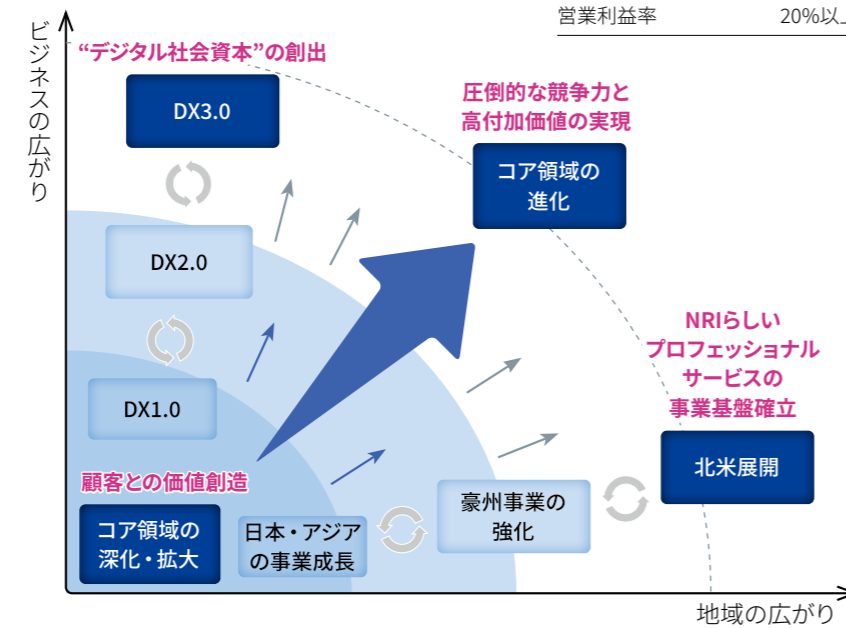 営業利益率 20%以上
ビジネスの広がり
“デジタル社会資本”の創出
DX3.0
圧倒的な競争力と
高付加価値の実現
コア領域の
進化
DX2.0
NRIらしい
プロフェッショナル
サービスの
事業基盤確立
DX1.0
北米展開
顧客との価値創造
豪州事業の
強化
コア領域の
深化・拡大
日本・アジア
の事業成長
地域の広がり